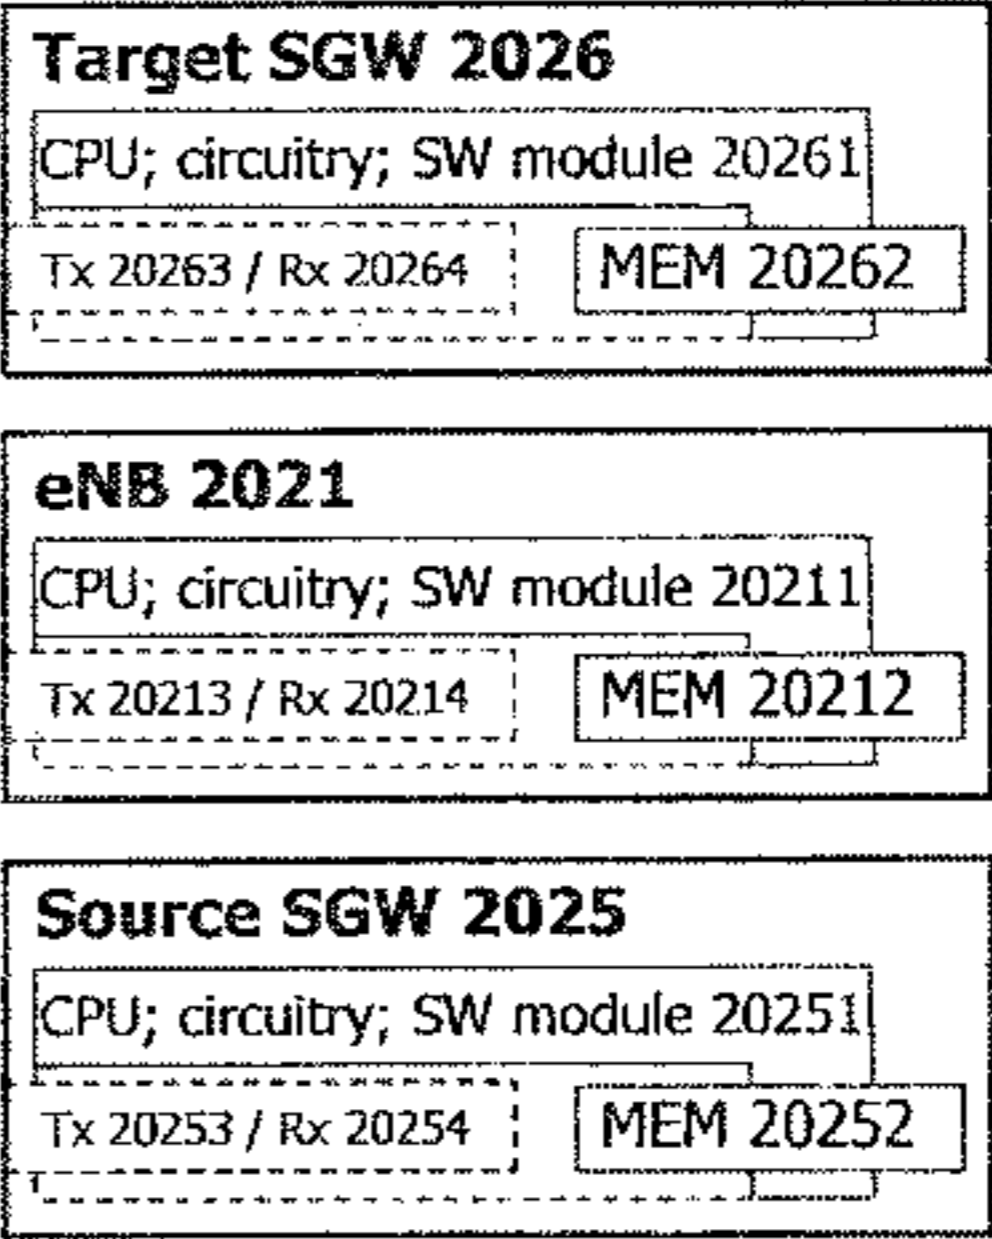 Target SGW 2026
CPU; circuitry; SW module 20261
Tx 20263 / Rx 20264
MEM 20262
eNB 2021
CPU; circuitry; SW module 20211
Tx 20213 / Rx 20214
MEM 20212
Source SGW 2025
CPU; circuitry; SW module 20251
Tx 20253 / Rx 20254
MEM 20252